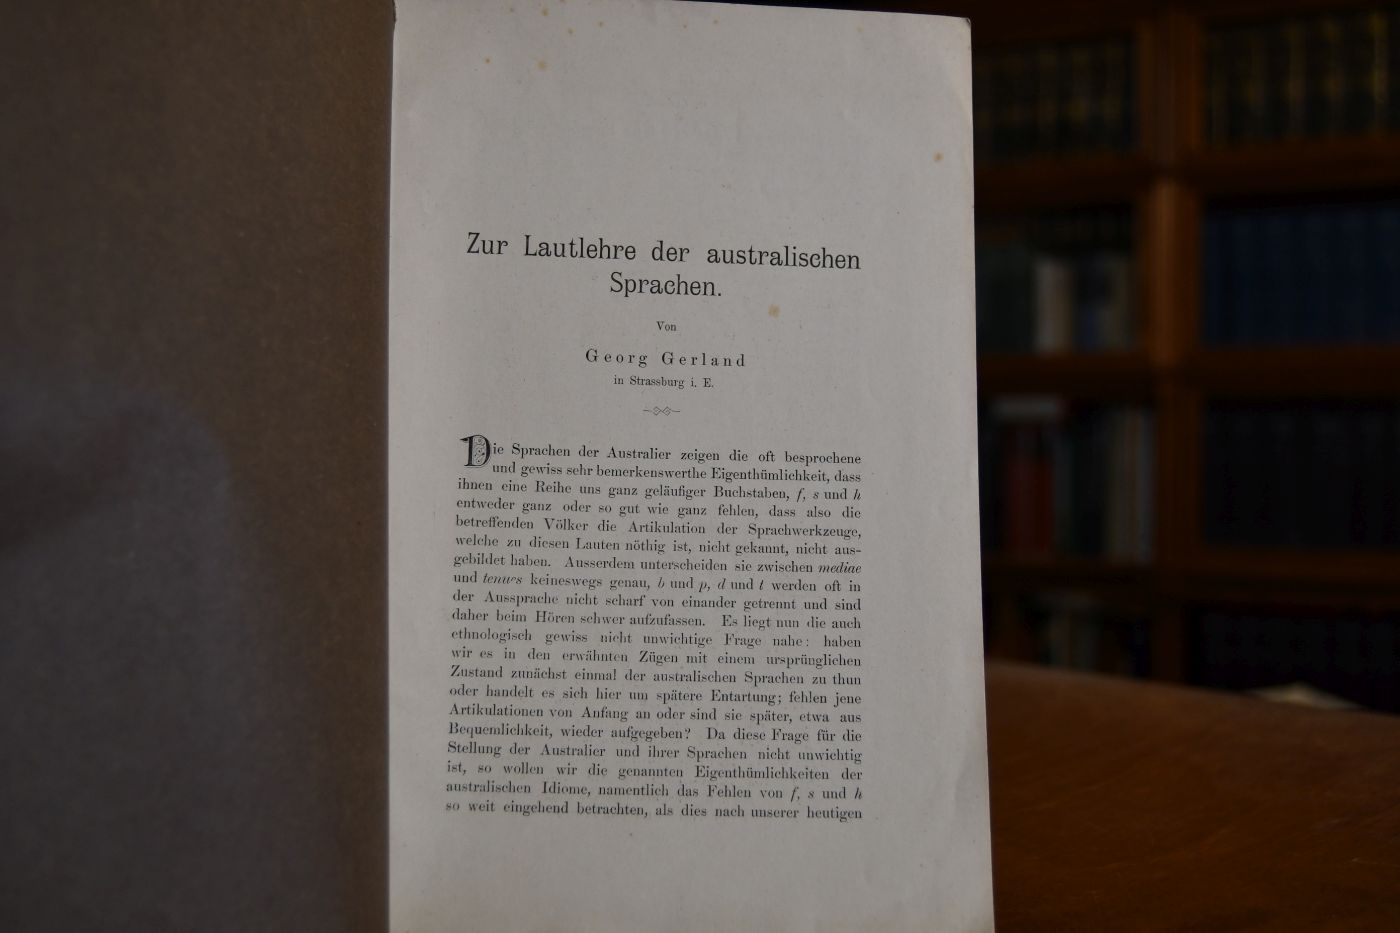 Zur Lautlehre der australischen
Sprachen.
Von
Georg Gerland
in Strassburg i. E.
Die Sprachen der Australier zeigen die oft besprochene
und gewiss sehr bemerkenswerthe Eigenthümlichkeit, dass
ihnen eine Reihe uns ganz geläufiger Buchstaben, f, s und h
entweder ganz oder so gut wie ganz fehlen, dass also die
betreffenden Völker die Artikulation der Sprachwerkzeuge,
welche zu diesen Lauten nöthig ist, nicht gekannt, nicht aus-
gebildet haben. Ausserdem unterscheiden sie zwischen mediae
und tenues keineswegs genau, b und p, d und t werden oft in
der Aussprache nicht scharf von einander getrennt und sind
daher beim Hören schwer aufzufassen. Es liegt nun die auch
ethnologisch gewiss nicht unwichtige Frage nahe: haben
wir es in den erwähnten Zügen mit einem ursprünglichen
Zustand zunächst einmal der australischen Sprachen zu thun
oder handelt es sich hier um spätere Entartung; fehlen jene
Artikulationen von Anfang an oder sind sie später, etwa aus
Bequemlichkeit, wieder aufgegeben? Da diese Frage für die
Stellung der Australier und ihrer Sprachen nicht unwichtig
ist, so wollen wir die genannten Eigenthümlichkeiten der
australischen Idiome, namentlich das Fehlen von f, s und h
so weit eingehend betrachten, als dies nach unserer heutigen